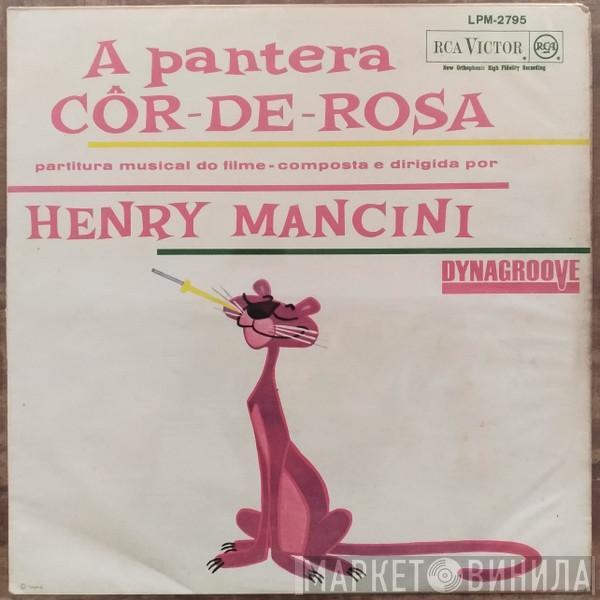 LPM-2795
RCA VICTOR
RCA
New Orthophonic High Fidelity Recording
A pantera
CÔR-DE-ROSA
partitura musical do filme-composta e dirigida por
HENRY MANCINI
DYNAGROOVE
МАРКЕТ ВИНИЛА